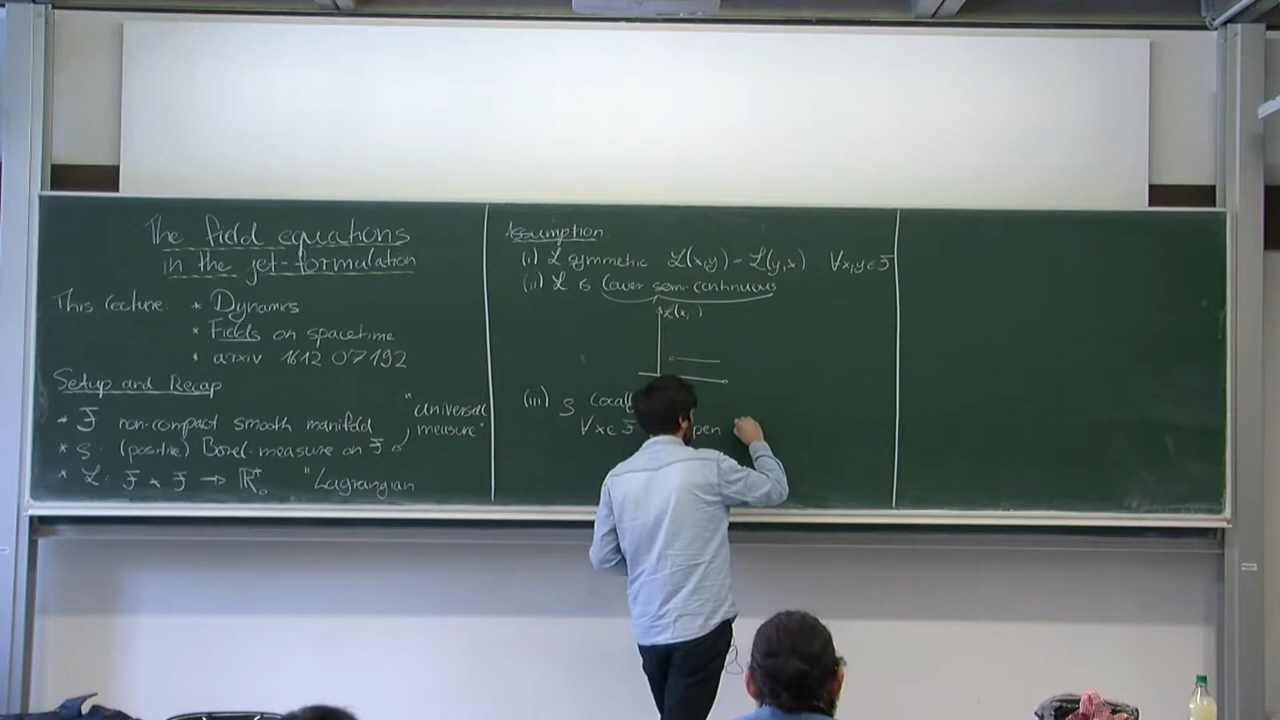 The field equations
in the jet-formulation
This lecture: * Dynamics
* Fields on spacetime
* arxiv 1612.07192
Setup and Recap
* F non-compact smooth manifold
* ρ (positive) Borel-measure on F
"universal
measure"
* L: F × F → ℝ₀⁺ "Lagrangian
Assumption
(i) L symmetric L(x,y) = L(y,x) ∀x,y∈F
(ii) L is lower semi-continuous
L(x,·)
(iii) ρ locally
∀x∈F open